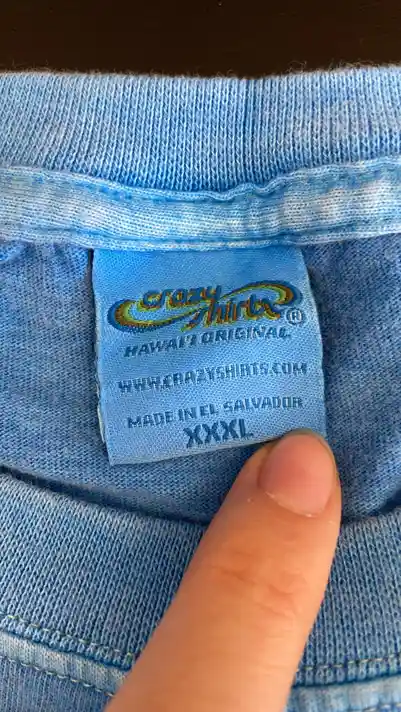 crazy
shirts®
HAWAI'I ORIGINAL
WWW.CRAZYSHIRTS.COM
MADE IN EL SALVADOR
XXXL